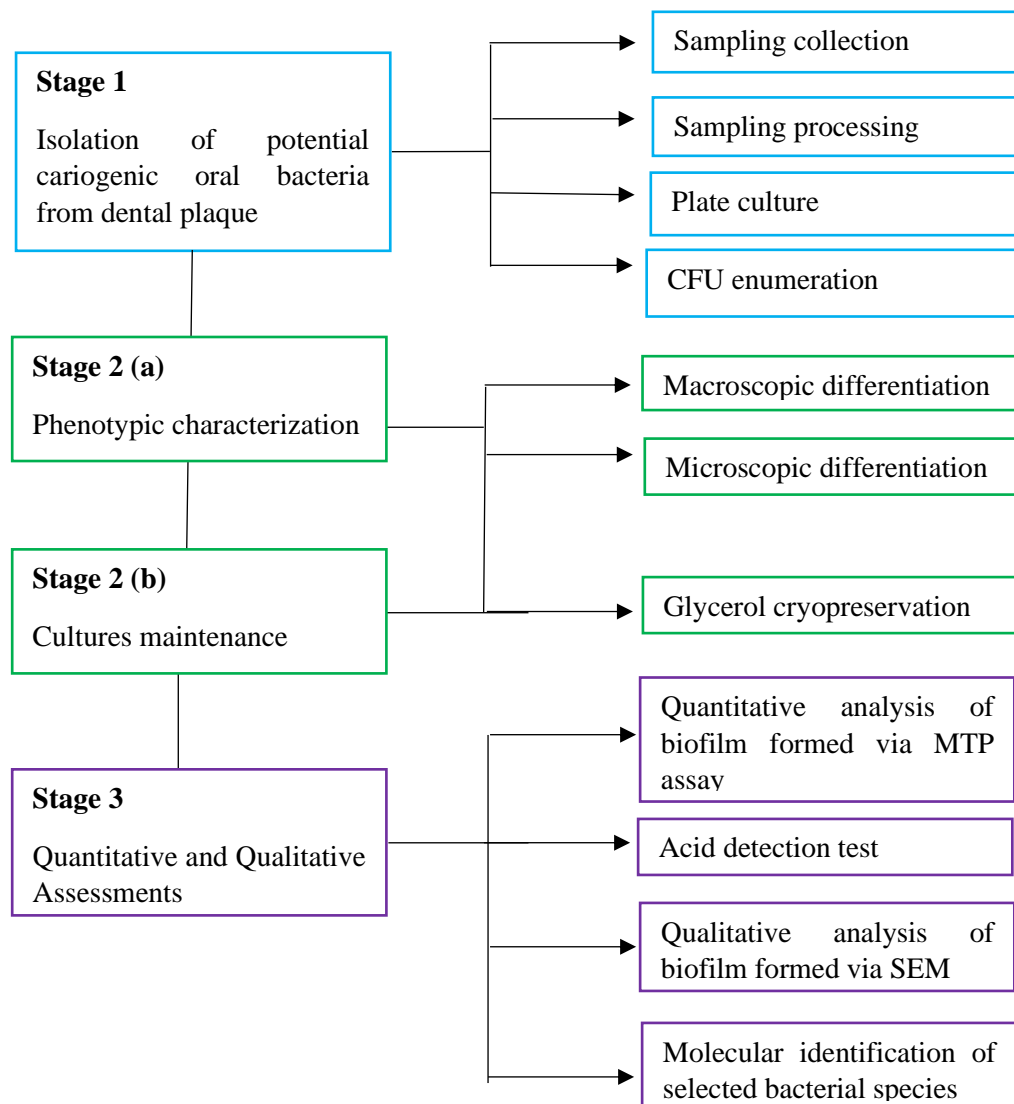 Stage 1
Isolation of potential
cariogenic oral bacteria
from dental plaque
Sampling collection
Sampling processing
Plate culture
CFU enumeration
Stage 2 (a)
Phenotypic characterization
Macroscopic differentiation
Microscopic differentiation
Stage 2 (b)
Cultures maintenance
Glycerol cryopreservation
Stage 3
Quantitative and Qualitative
Assessments
Quantitative analysis of
biofilm formed via MTP
assay
Acid detection test
Qualitative analysis of
biofilm formed via SEM
Molecular identification of
selected bacterial species